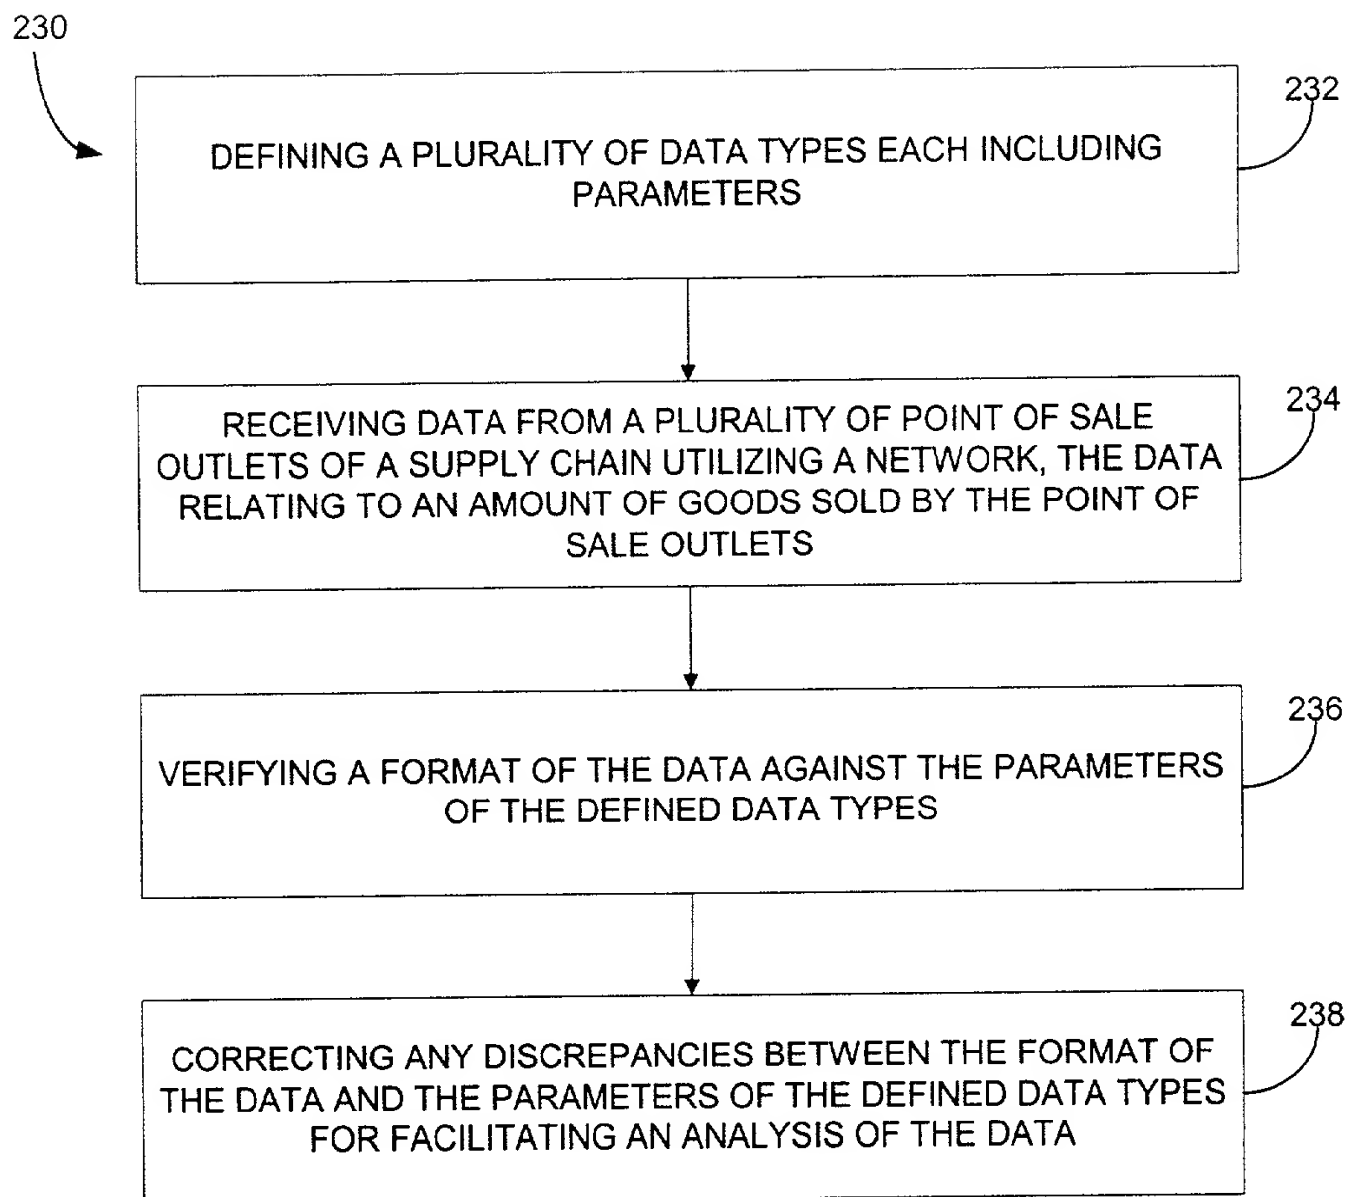 230
232
DEFINING A PLURALITY OF DATA TYPES EACH INCLUDING
PARAMETERS
234
RECEIVING DATA FROM A PLURALITY OF POINT OF SALE
OUTLETS OF A SUPPLY CHAIN UTILIZING A NETWORK, THE DATA
RELATING TO AN AMOUNT OF GOODS SOLD BY THE POINT OF
SALE OUTLETS
236
VERIFYING A FORMAT OF THE DATA AGAINST THE PARAMETERS
OF THE DEFINED DATA TYPES
238
CORRECTING ANY DISCREPANCIES BETWEEN THE FORMAT OF
THE DATA AND THE PARAMETERS OF THE DEFINED DATA TYPES
FOR FACILITATING AN ANALYSIS OF THE DATA